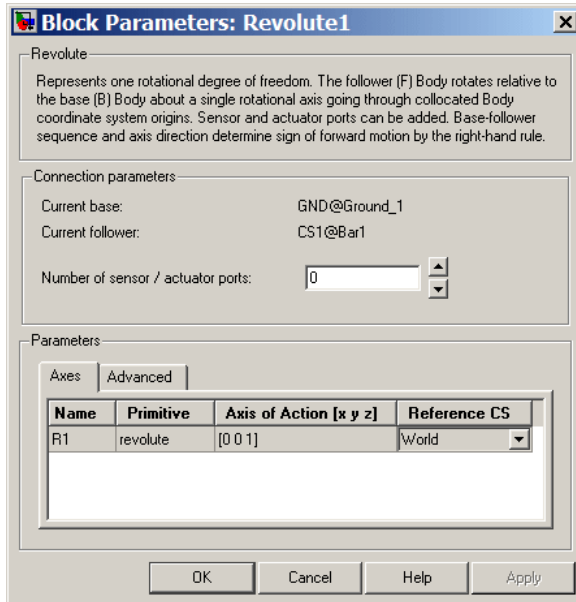 Block Parameters: Revolute1
Revolute
Represents one rotational degree of freedom. The follower (F) Body rotates relative to
the base (B) Body about a single rotational axis going through collocated Body
coordinate system origins. Sensor and actuator ports can be added. Base-follower
sequence and axis direction determine sign of forward motion by the right-hand rule.
Connection parameters
Current base: GND@Ground_1
Current follower: CS1@Bar1
Number of sensor / actuator ports: 0
Parameters
Axes Advanced
Name Primitive Axis of Action [x y z] Reference CS
R1 revolute [0 0 1] World
OK Cancel Help Apply